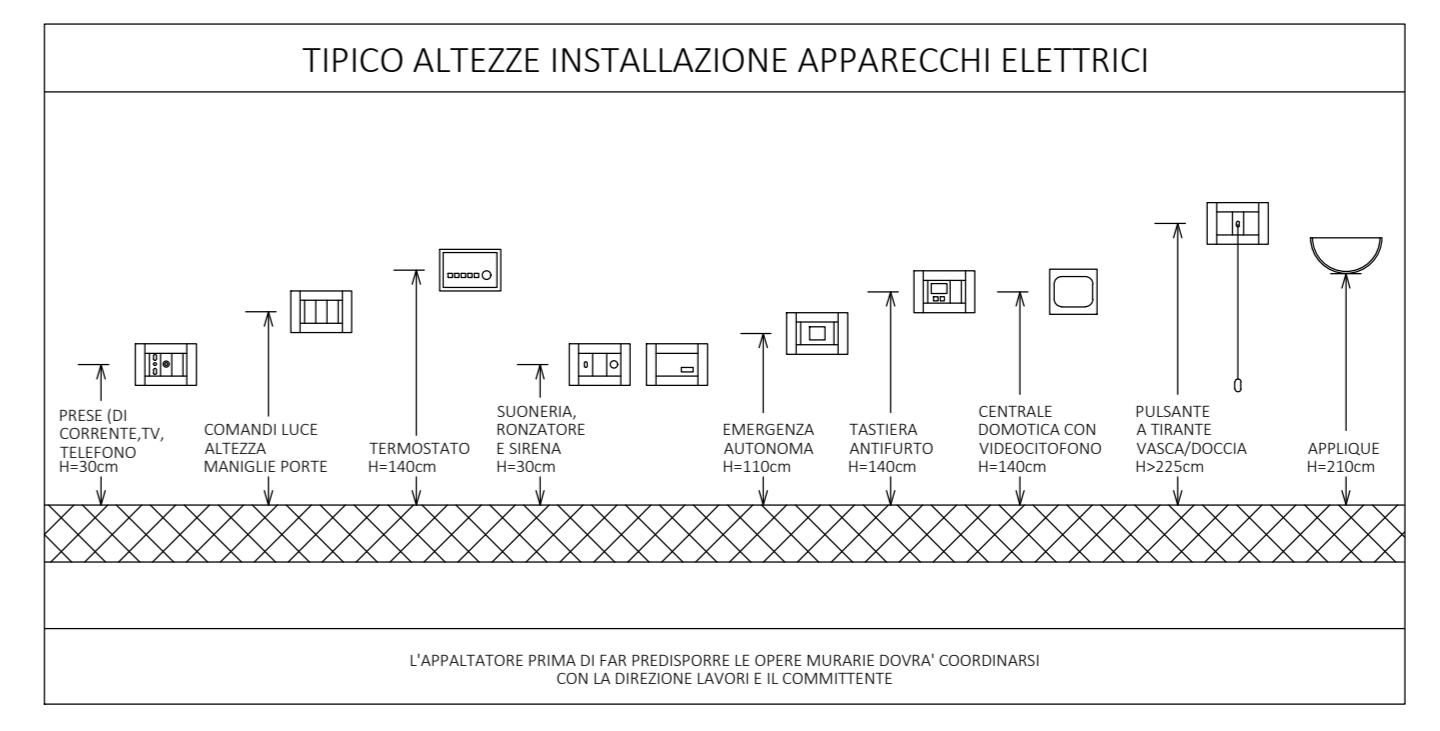 TIPICO ALTEZZE INSTALLAZIONE APPARECCHI ELETTRICI
PRESE (DI
CORRENTE,TV,
TELEFONO
H=30cm
COMANDI LUCE
ALTEZZA
MANIGLIE PORTE
TERMOSTATO
H=140cm
SUONERIA,
RONZATORE
E SIRENA
H=30cm
EMERGENZA
AUTONOMA
H=110cm
TASTIERA
ANTIFURTO
H=140cm
CENTRALE
DOMOTICA CON
VIDEOCITOFONO
H=140cm
PULSANTE
A TIRANTE
VASCA/DOCCIA
H>225cm
APPLIQUE
H=210cm
L'APPALTATORE PRIMA DI FAR PREDISPORRE LE OPERE MURARIE DOVRA' COORDINARSI
CON LA DIREZIONE LAVORI E IL COMMITTENTE